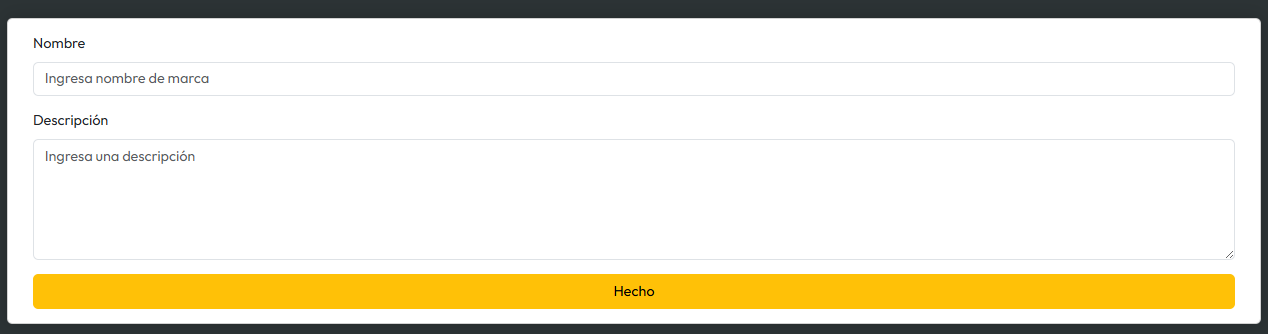 Nombre
Ingresa nombre de marca
Descripción
Ingresa una descripción
Hecho